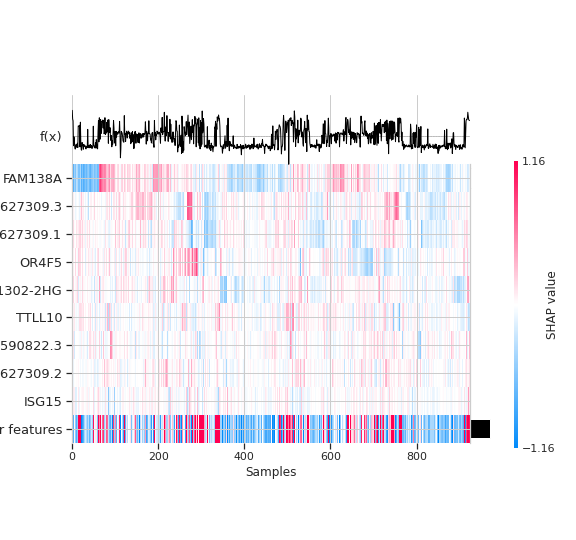 1.16
f(x)
FAM138A
627309.3
627309.1
OR4F5
1302-2HG
TTLL10
590822.3
627309.2
ISG15
r features
SHAP value
−1.16
0
200
400
600
800
Samples